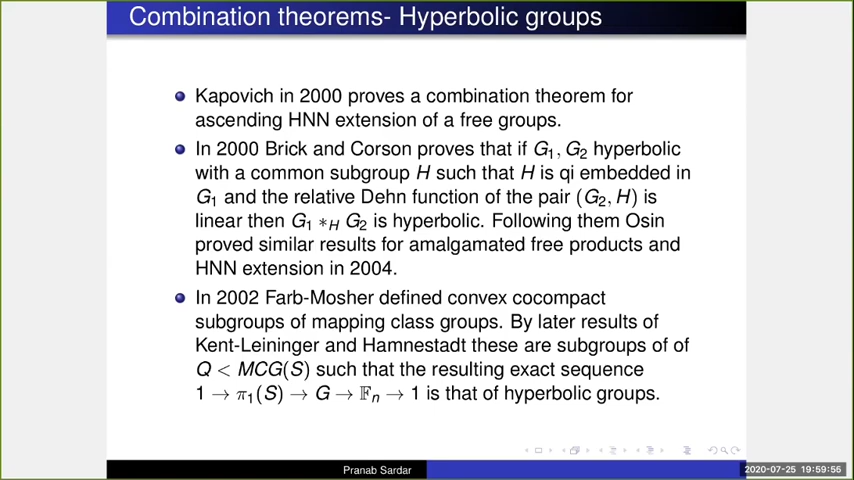 Combination theorems- Hyperbolic groups
Kapovich in 2000 proves a combination theorem for
ascending HNN extension of a free groups.
In 2000 Brick and Corson proves that if G₁, G₂ hyperbolic
with a common subgroup H such that H is qi embedded in
G₁ and the relative Dehn function of the pair (G₂, H) is
linear then G₁ ∗_H G₂ is hyperbolic. Following them Osin
proved similar results for amalgamated free products and
HNN extension in 2004.
In 2002 Farb-Mosher defined convex cocompact
subgroups of mapping class groups. By later results of
Kent-Leininger and Hamnestadt these are subgroups of of
Q < MCG(S) such that the resulting exact sequence
1 → π₁(S) → G → 𝔽ₙ → 1 is that of hyperbolic groups.
Pranab Sardar
2020-07-25 19:59:56